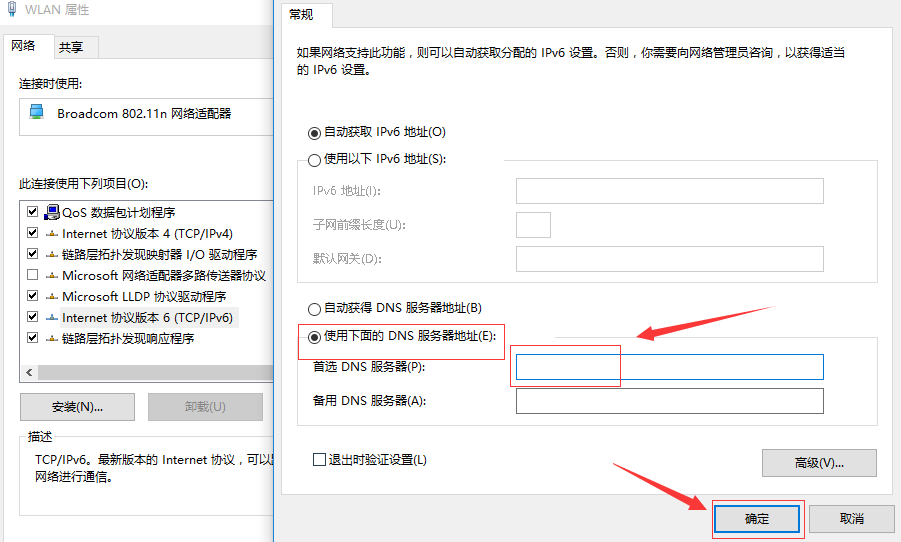 WLAN 属性
网络
共享
连接时使用:
Broadcom 802.11n 网络适配器
此连接使用下列项目(O):
QoS 数据包计划程序
Internet 协议版本 4 (TCP/IPv4)
链路层拓扑发现映射器 I/O 驱动程序
Microsoft 网络适配器多路传送器协议
Microsoft LLDP 协议驱动程序
Internet 协议版本 6 (TCP/IPv6)
链路层拓扑发现响应程序
安装(N)...
卸载(U)
描述
TCP/IPv6。最新版本的 Internet 协议，可以
网络进行通信。
常规
如果网络支持此功能，则可以自动获取分配的 IPv6 设置。否则，你需要向网络管理员咨询，以获得适当
的 IPv6 设置。
自动获取 IPv6 地址(O)
使用以下 IPv6 地址(S):
IPv6 地址(I):
子网前缀长度(U):
默认网关(D):
自动获得 DNS 服务器地址(B)
使用下面的 DNS 服务器地址(E):
首选 DNS 服务器(P):
备用 DNS 服务器(A):
退出时验证设置(L)
高级(V)...
确定
取消